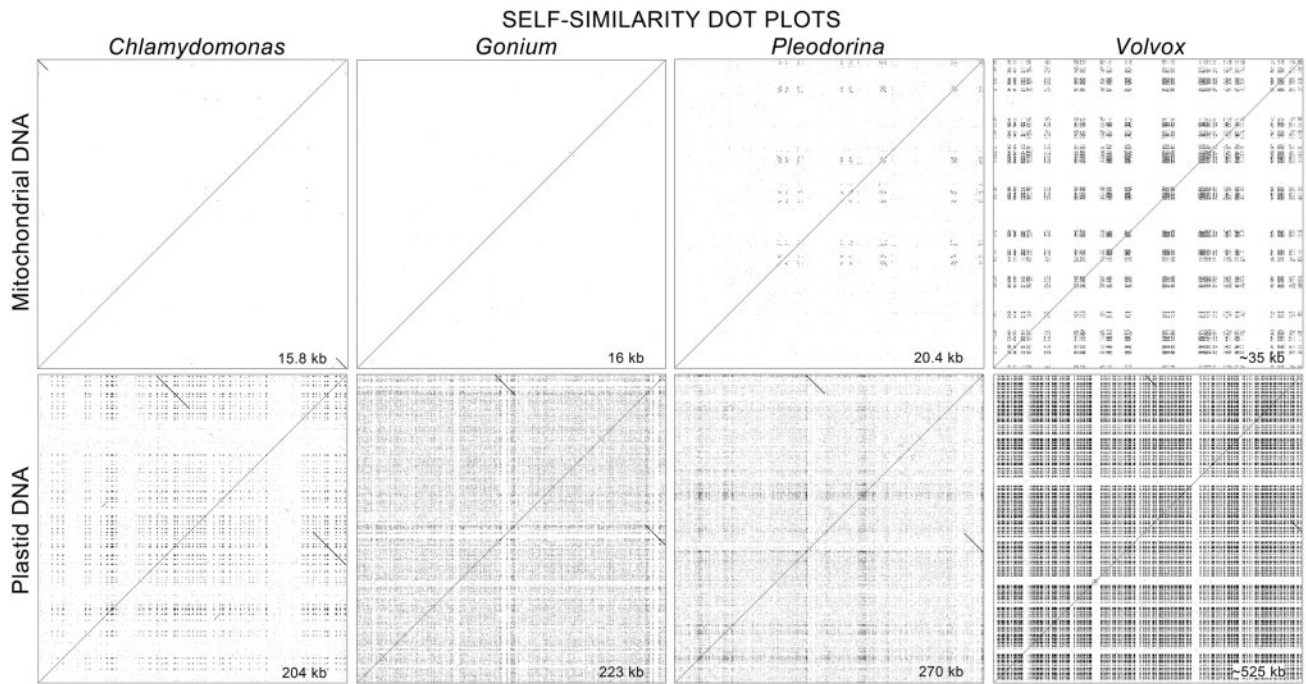 SELF-SIMILARITY DOT PLOTS
Chlamydomonas Gonium Pleodorina Volvox
Mitochondrial DNA
15.8 kb 16 kb 20.4 kb ~35 kb
Plastid DNA
204 kb 223 kb 270 kb ~525 kb